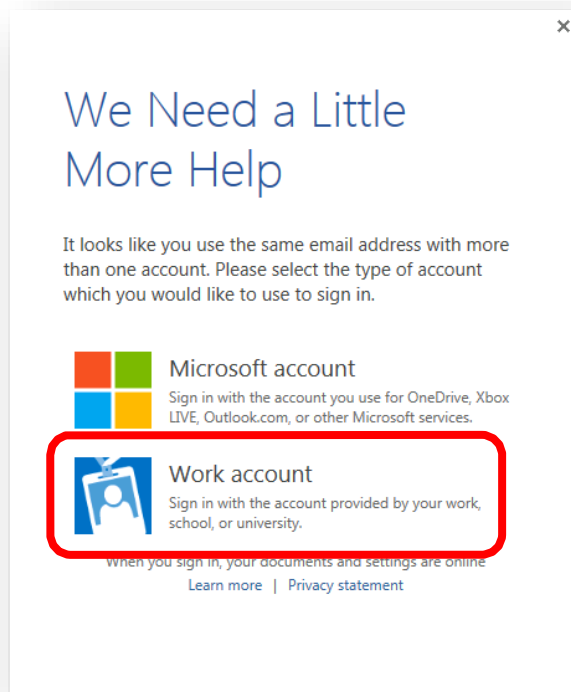 We Need a Little
More Help
It looks like you use the same email address with more
than one account. Please select the type of account
which you would like to use to sign in.
Microsoft account
Sign in with the account you use for OneDrive, Xbox
LIVE, Outlook.com, or other Microsoft services.
Work account
Sign in with the account provided by your work,
school, or university.
When you sign in, your documents and settings are online
Learn more | Privacy statement